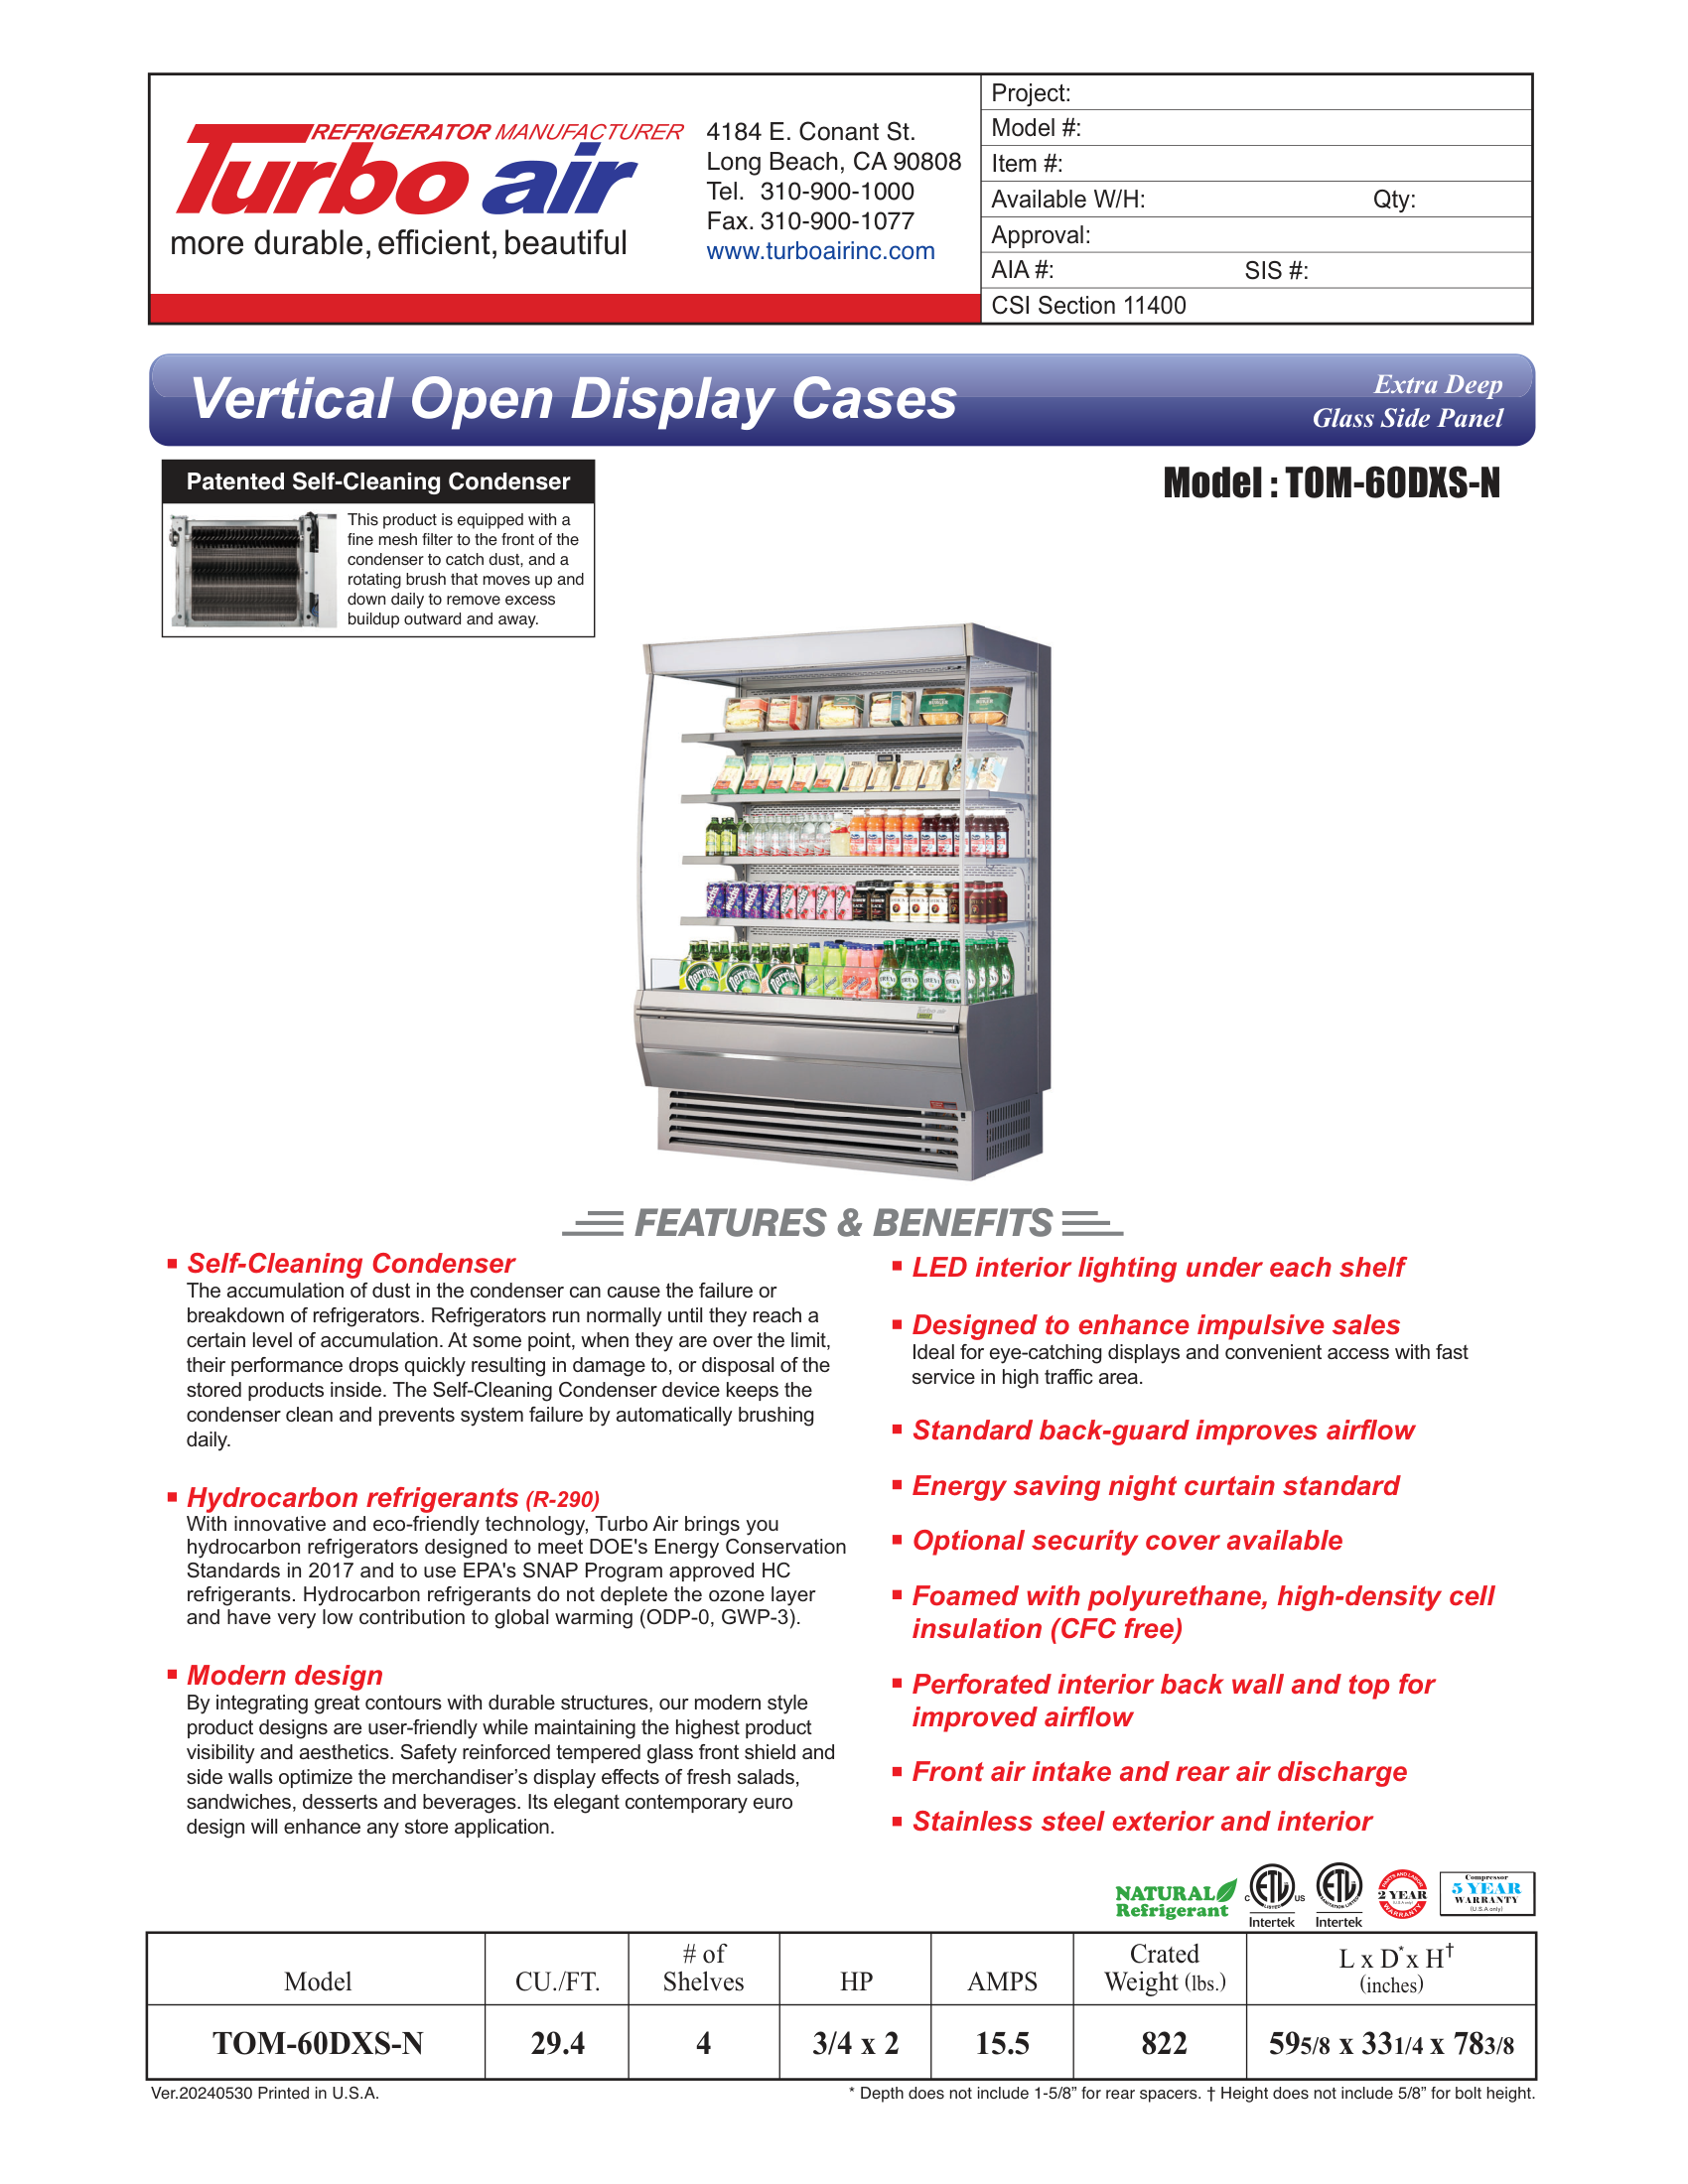 REFRIGERATOR MANUFACTURER
Turbo air
more durable, efficient, beautiful
4184 E. Conant St.
Long Beach, CA 90808
Tel. 310-900-1000
Fax. 310-900-1077
www.turboairinc.com
Project:
Model #:
Item #:
Available W/H: Qty:
Approval:
AIA #: SIS #:
CSI Section 11400
Vertical Open Display Cases
Extra Deep
Glass Side Panel
Patented Self-Cleaning Condenser
This product is equipped with a
fine mesh filter to the front of the
condenser to catch dust, and a
rotating brush that moves up and
down daily to remove excess
buildup outward and away.
Model : TOM-60DXS-N
FEATURES & BENEFITS
▪ Self-Cleaning Condenser
The accumulation of dust in the condenser can cause the failure or
breakdown of refrigerators. Refrigerators run normally until they reach a
certain level of accumulation. At some point, when they are over the limit,
their performance drops quickly resulting in damage to, or disposal of the
stored products inside. The Self-Cleaning Condenser device keeps the
condenser clean and prevents system failure by automatically brushing
daily.
▪ Hydrocarbon refrigerants (R-290)
With innovative and eco-friendly technology, Turbo Air brings you
hydrocarbon refrigerators designed to meet DOE's Energy Conservation
Standards in 2017 and to use EPA's SNAP Program approved HC
refrigerants. Hydrocarbon refrigerants do not deplete the ozone layer
and have very low contribution to global warming (ODP-0, GWP-3).
▪ Modern design
By integrating great contours with durable structures, our modern style
product designs are user-friendly while maintaining the highest product
visibility and aesthetics. Safety reinforced tempered glass front shield and
side walls optimize the merchandiser’s display effects of fresh salads,
sandwiches, desserts and beverages. Its elegant contemporary euro
design will enhance any store application.
▪ LED interior lighting under each shelf
▪ Designed to enhance impulsive sales
Ideal for eye-catching displays and convenient access with fast
service in high traffic area.
▪ Standard back-guard improves airflow
▪ Energy saving night curtain standard
▪ Optional security cover available
▪ Foamed with polyurethane, high-density cell
insulation (CFC free)
▪ Perforated interior back wall and top for
improved airflow
▪ Front air intake and rear air discharge
▪ Stainless steel exterior and interior
NATURAL
Refrigerant
C ETL US
LISTED
Intertek
ETL
SANITATION LISTED
Intertek
PARTS AND LABOR
2 YEAR
(U.S.A only)
WARRANTY
Compressor
5 YEAR
WARRANTY
(U.S.A only)
Model CU./FT. # of Shelves HP AMPS Crated Weight (lbs.) L x D* x H† (inches)
TOM-60DXS-N 29.4 4 3/4 x 2 15.5 822 595/8 x 331/4 x 783/8
Ver.20240530 Printed in U.S.A.
* Depth does not include 1-5/8” for rear spacers. † Height does not include 5/8” for bolt height.